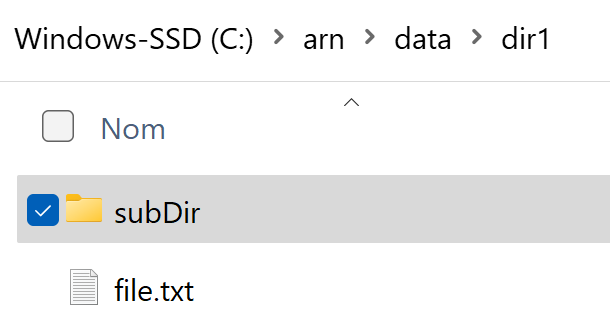 Windows-SSD (C:) > arn > data > dir1
Nom
subDir
file.txt